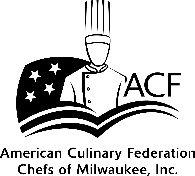 ACF
American Culinary Federation
Chefs of Milwaukee, Inc.